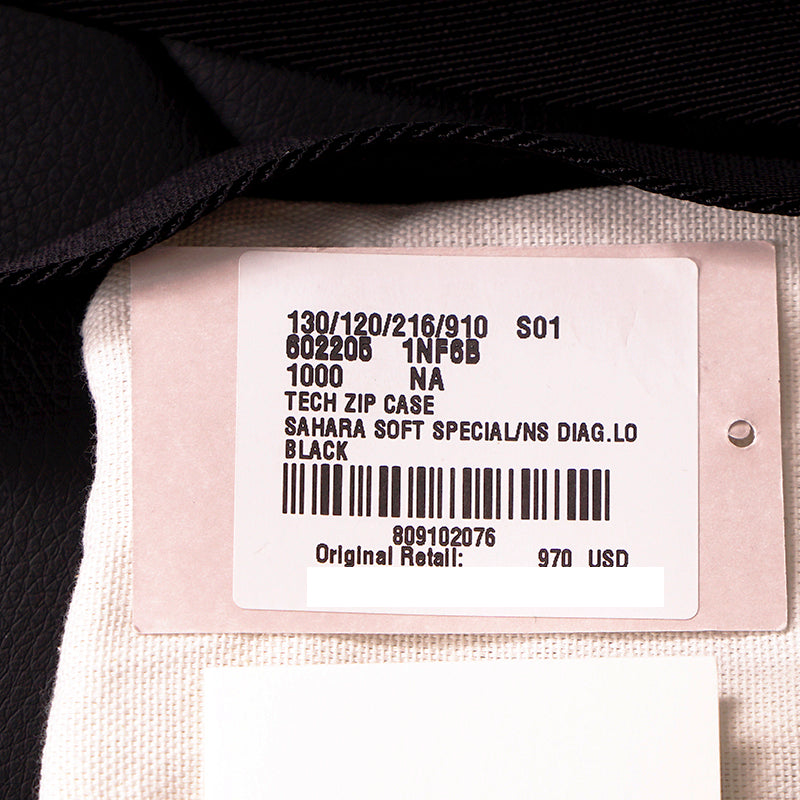 130/120/216/910 S01
602205 1NF6B
1000 NA
TECH ZIP CASE
SAHARA SOFT SPECIAL/NS DIAG.LO
BLACK
809102076
Original Retail: 970 USD